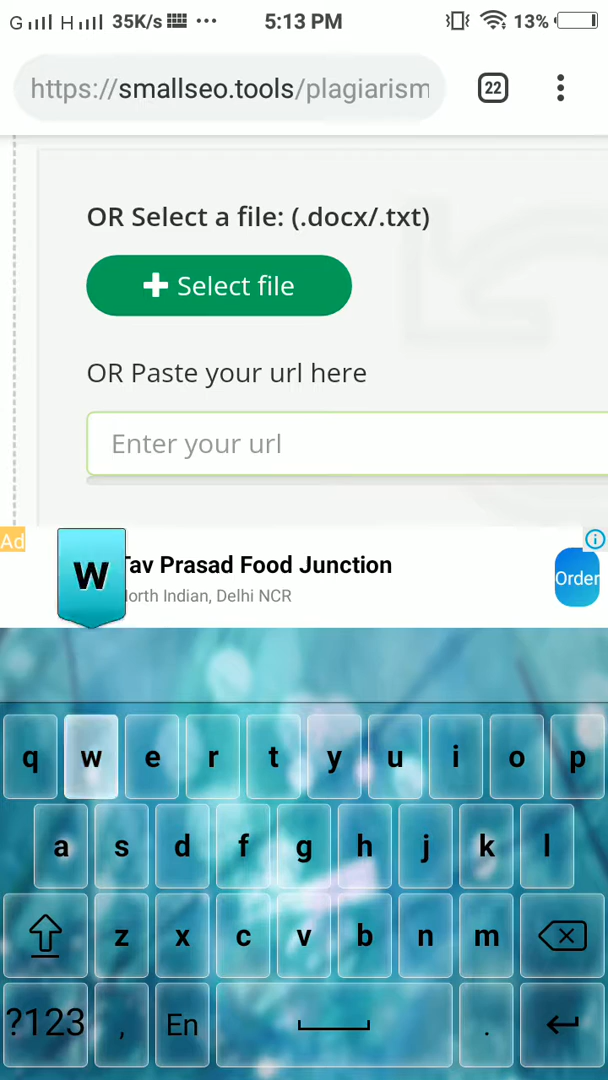 G H 35K/s ... 5:13 PM 13%
https://smallseo.tools/plagiarism 22
OR Select a file: (.docx/.txt)
+ Select file
OR Paste your url here
Enter your url
Ad
W Tav Prasad Food Junction
North Indian, Delhi NCR
Order
q w e r t y u i o p
a s d f g h j k l
z x c v b n m
?123 , En .